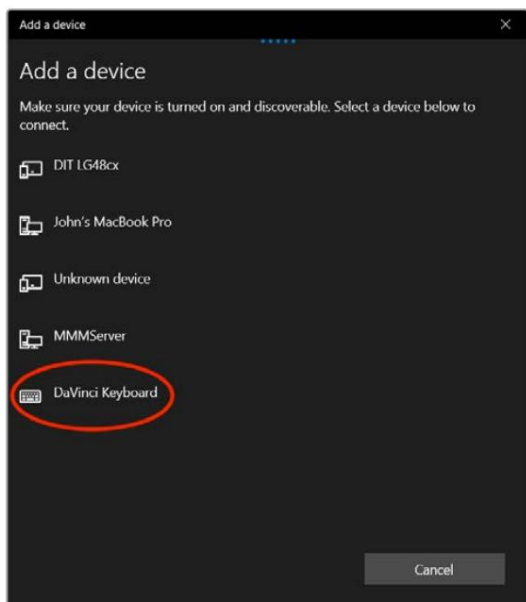 Add a device
Add a device
Make sure your device is turned on and discoverable. Select a device below to
connect.
DIT LG48cx
John's MacBook Pro
Unknown device
MMMServer
DaVinci Keyboard
Cancel